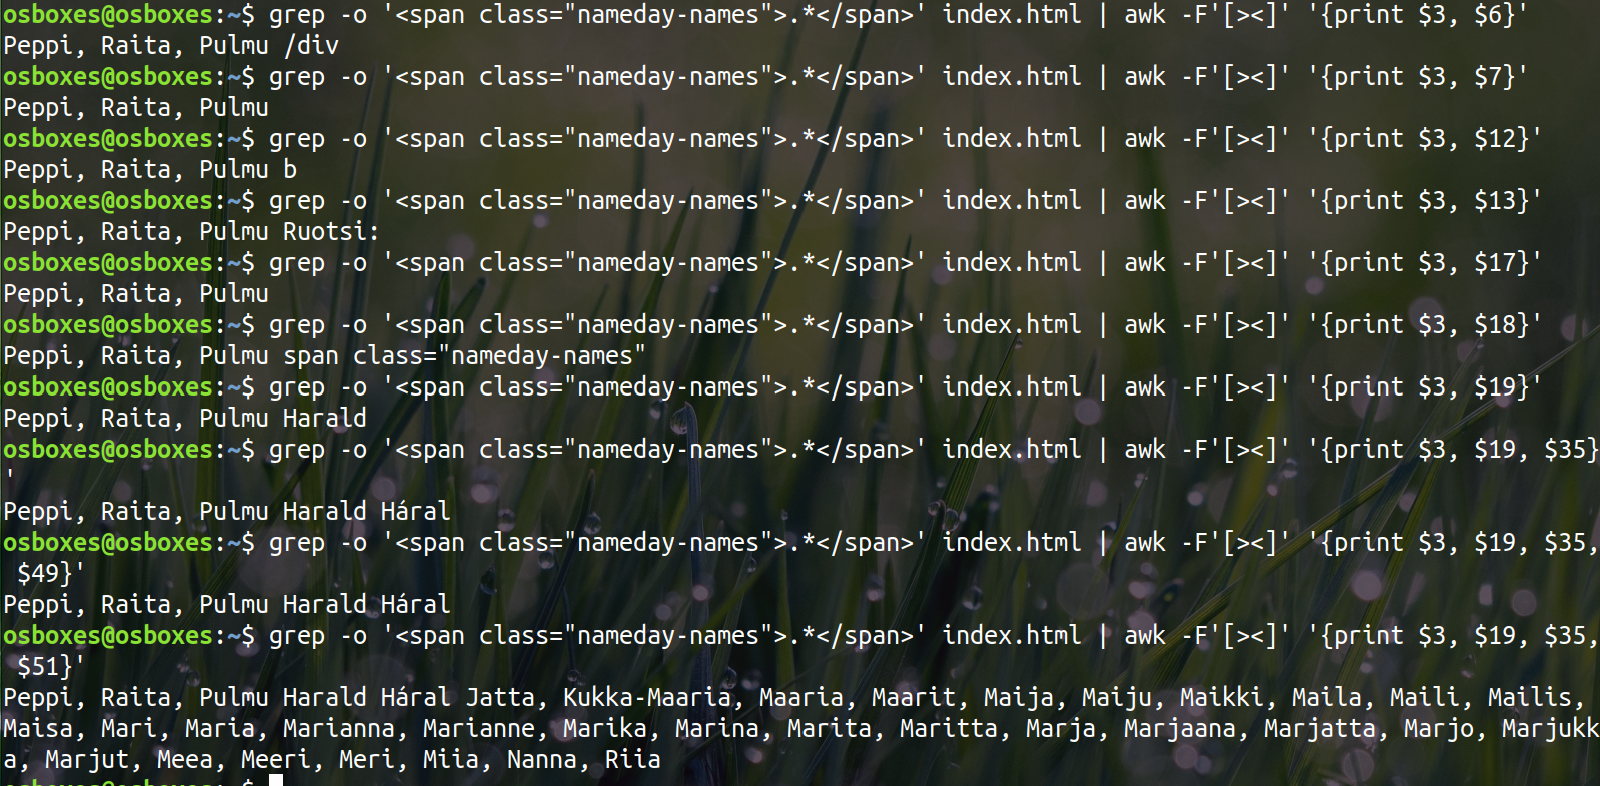 osboxes@osboxes:~$ grep -o '<span class="nameday-names">.*</span>' index.html | awk -F'[><]' '{print $3, $6}'
Peppi, Raita, Pulmu /div
osboxes@osboxes:~$ grep -o '<span class="nameday-names">.*</span>' index.html | awk -F'[><]' '{print $3, $7}'
Peppi, Raita, Pulmu
osboxes@osboxes:~$ grep -o '<span class="nameday-names">.*</span>' index.html | awk -F'[><]' '{print $3, $12}'
Peppi, Raita, Pulmu b
osboxes@osboxes:~$ grep -o '<span class="nameday-names">.*</span>' index.html | awk -F'[><]' '{print $3, $13}'
Peppi, Raita, Pulmu Ruotsi:
osboxes@osboxes:~$ grep -o '<span class="nameday-names">.*</span>' index.html | awk -F'[><]' '{print $3, $17}'
Peppi, Raita, Pulmu
osboxes@osboxes:~$ grep -o '<span class="nameday-names">.*</span>' index.html | awk -F'[><]' '{print $3, $18}'
Peppi, Raita, Pulmu span class="nameday-names"
osboxes@osboxes:~$ grep -o '<span class="nameday-names">.*</span>' index.html | awk -F'[><]' '{print $3, $19}'
Peppi, Raita, Pulmu Harald
osboxes@osboxes:~$ grep -o '<span class="nameday-names">.*</span>' index.html | awk -F'[><]' '{print $3, $19, $35}
'
Peppi, Raita, Pulmu Harald Háral
osboxes@osboxes:~$ grep -o '<span class="nameday-names">.*</span>' index.html | awk -F'[><]' '{print $3, $19, $35,
 $49}'
Peppi, Raita, Pulmu Harald Háral
osboxes@osboxes:~$ grep -o '<span class="nameday-names">.*</span>' index.html | awk -F'[><]' '{print $3, $19, $35,
 $51}'
Peppi, Raita, Pulmu Harald Háral Jatta, Kukka-Maaria, Maaria, Maarit, Maija, Maiju, Maikki, Maila, Maili, Mailis,
Maisa, Mari, Maria, Marianna, Marianne, Marika, Marina, Marita, Maritta, Marja, Marjaana, Marjatta, Marjo, Marjukk
a, Marjut, Meea, Meeri, Meri, Miia, Nanna, Riia
osboxes@osboxes:~$